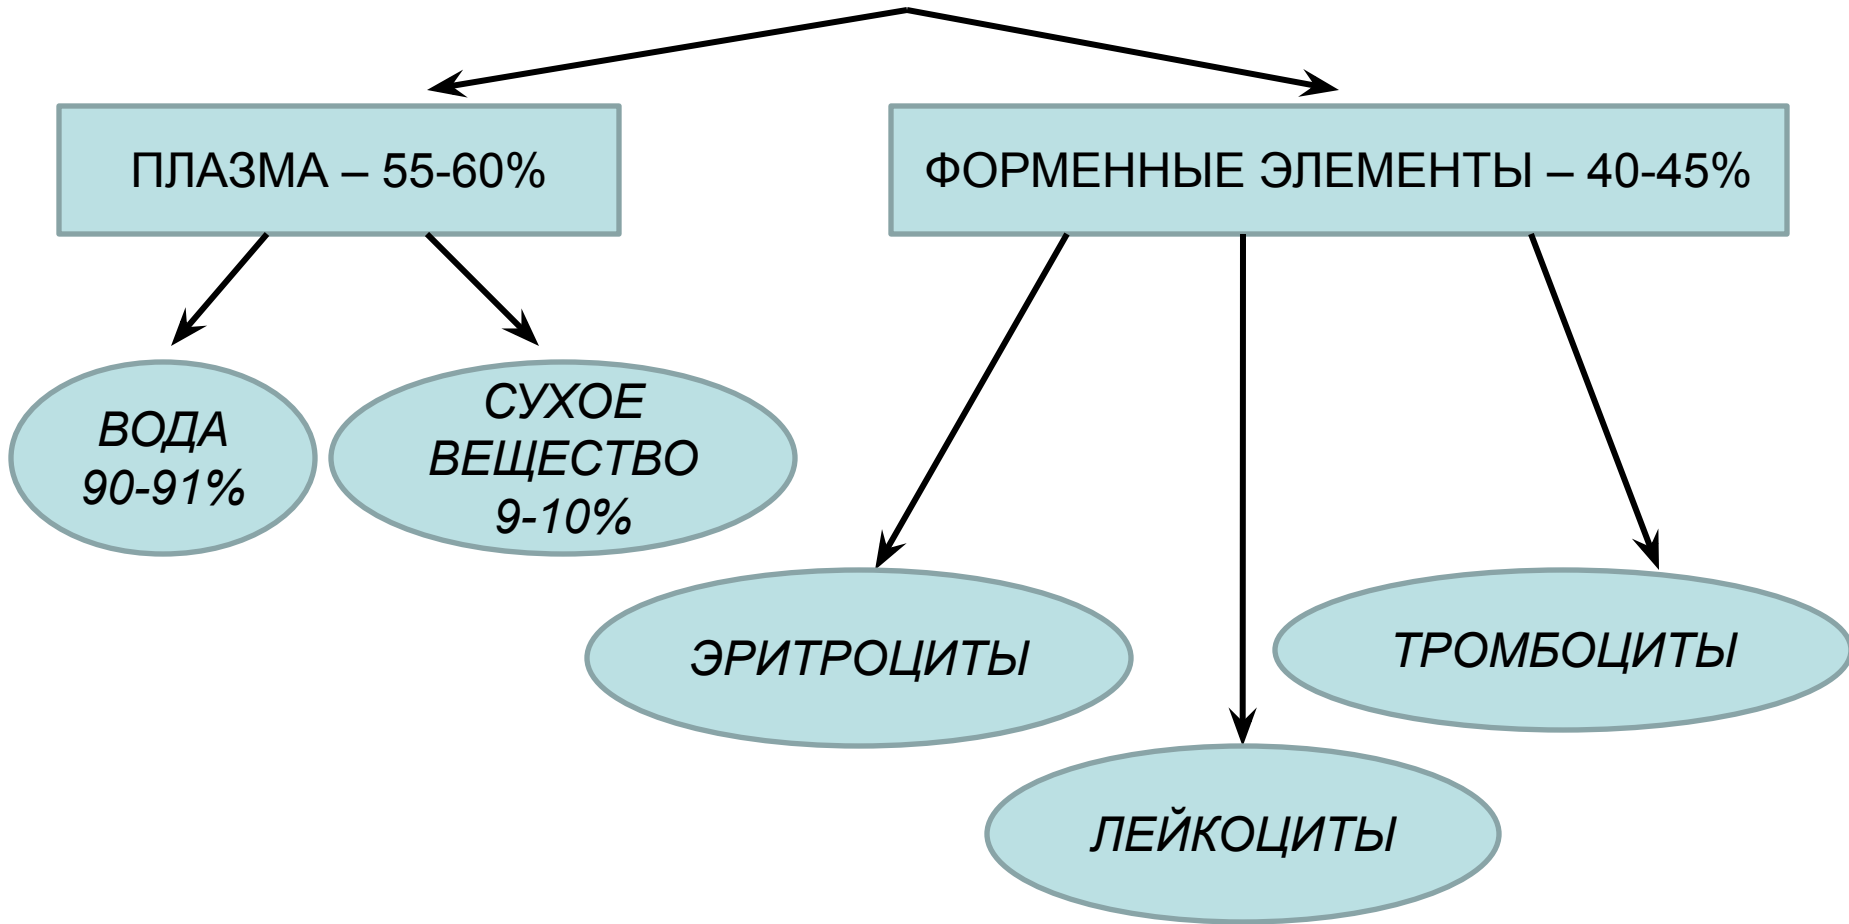 ПЛАЗМА – 55-60%
ФОРМЕННЫЕ ЭЛЕМЕНТЫ – 40-45%
ВОДА
90-91%
СУХОЕ
ВЕЩЕСТВО
9-10%
ЭРИТРОЦИТЫ
ТРОМБОЦИТЫ
ЛЕЙКОЦИТЫ